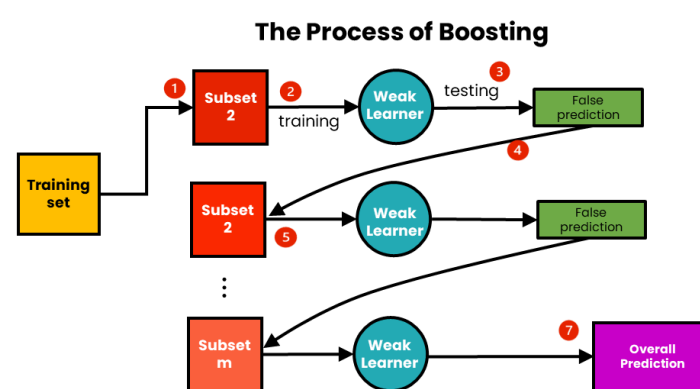 The Process of Boosting
1
Subset
2
2
training
Weak
Learner
3
testing
False
prediction
4
Training
set
Subset
2
5
Weak
Learner
False
prediction
Subset
m
Weak
Learner
7
Overall
Prediction